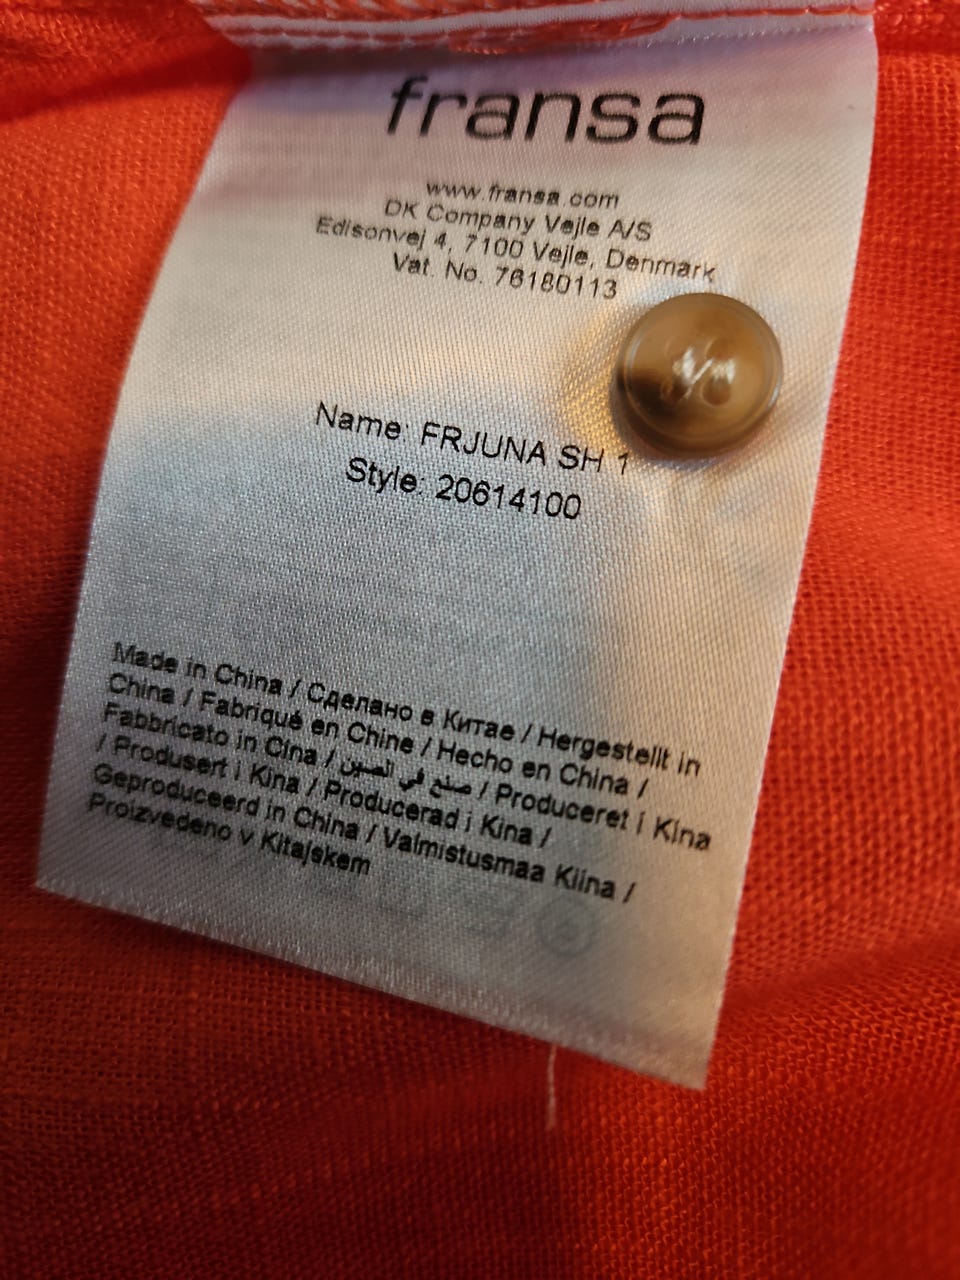 fransa
www.fransa.com
DK Company Vejle A/S
Edisonvej 4, 7100 Vejle, Denmark
Vat. No. 76180113
Name: FRJUNA SH 1
Style: 20614100
Made in China / Сделано в Китае / Hergestellt in
China / Fabriqué en Chine / Hecho en China /
Fabbricato in Cina / صنع في الصين / Produceret i Kina
/ Produsert i Kina / Producerad i Kina /
Geproduceerd in China / Valmistusmaa Kiina /
Proizvedeno v Kitajskem